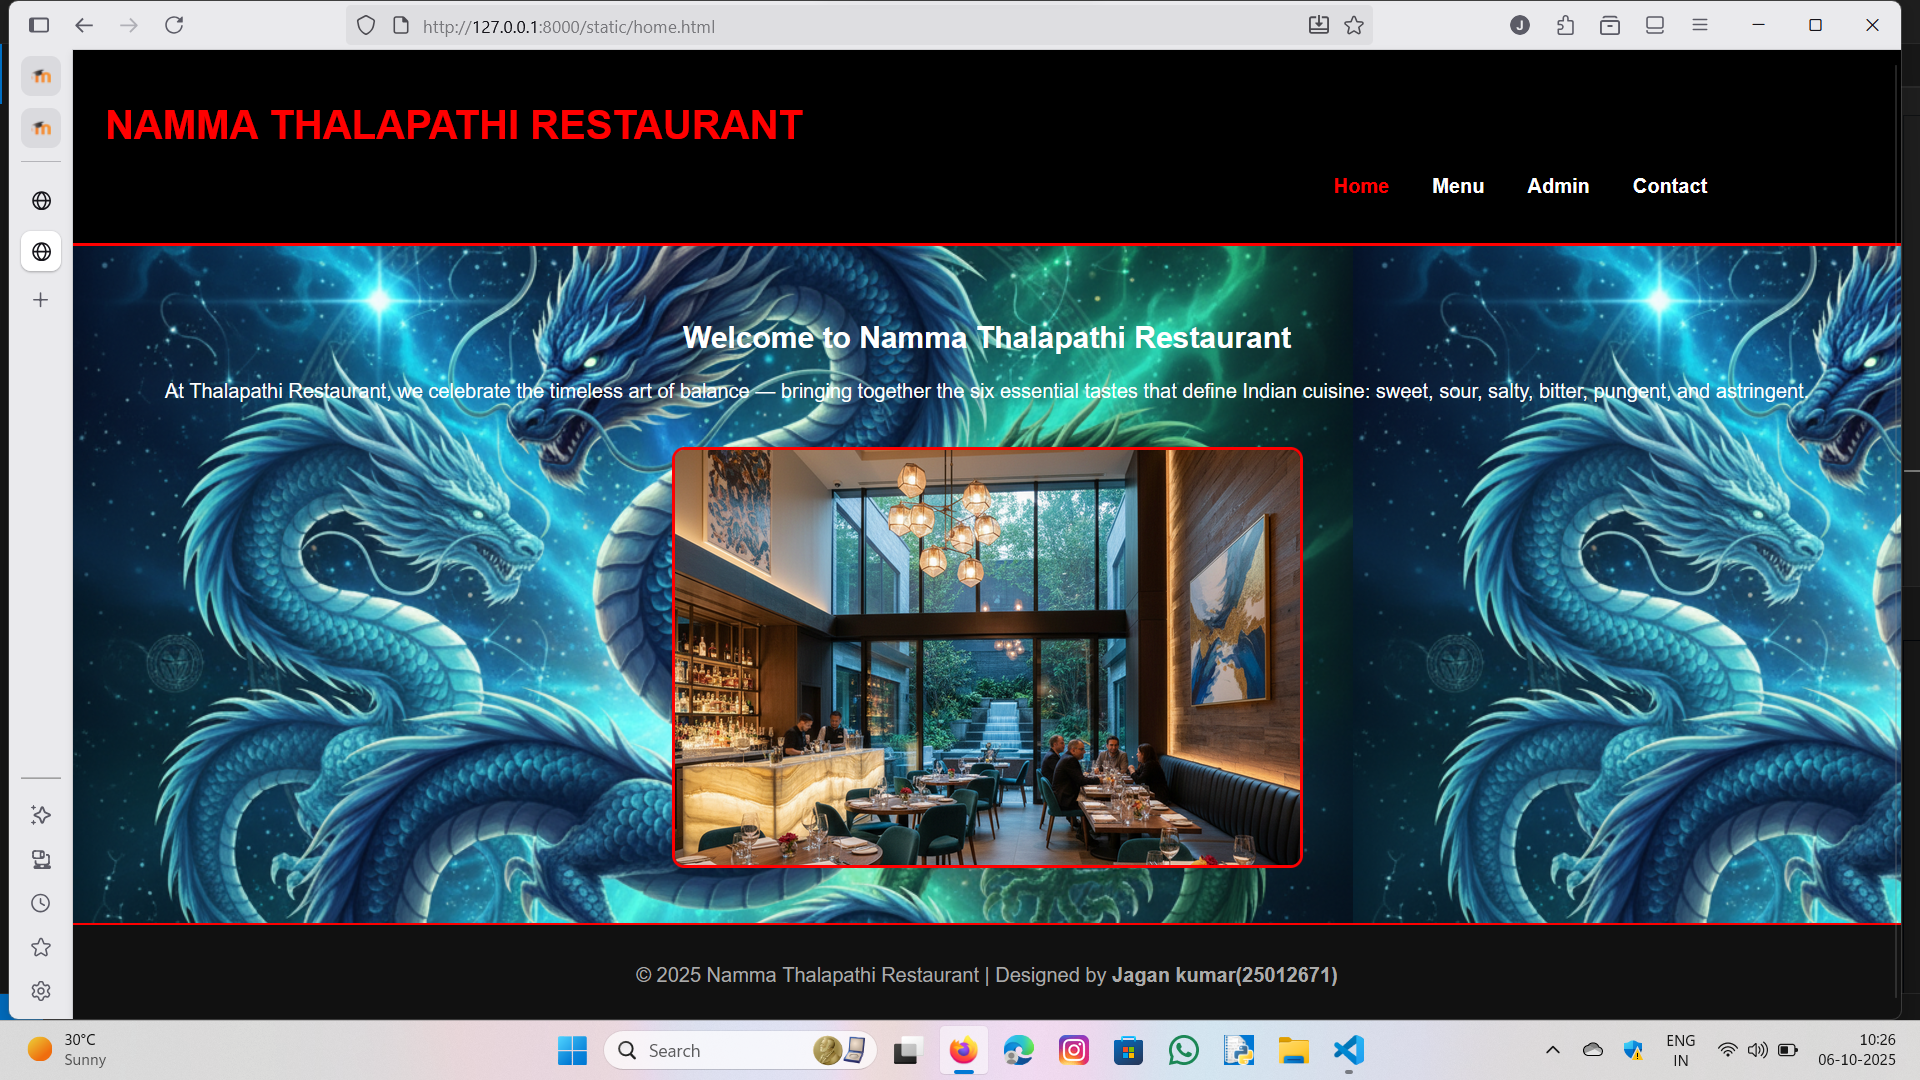 http://127.0.0.1:8000/static/home.html
J
NAMMA THALAPATHI RESTAURANT
Home Menu Admin Contact
Welcome to Namma Thalapathi Restaurant
At Thalapathi Restaurant, we celebrate the timeless art of balance — bringing together the six essential tastes that define Indian cuisine: sweet, sour, salty, bitter, pungent, and astringent.
© 2025 Namma Thalapathi Restaurant | Designed by Jagan kumar(25012671)
30°C
Sunny
Search
ENG
IN
10:26
06-10-2025